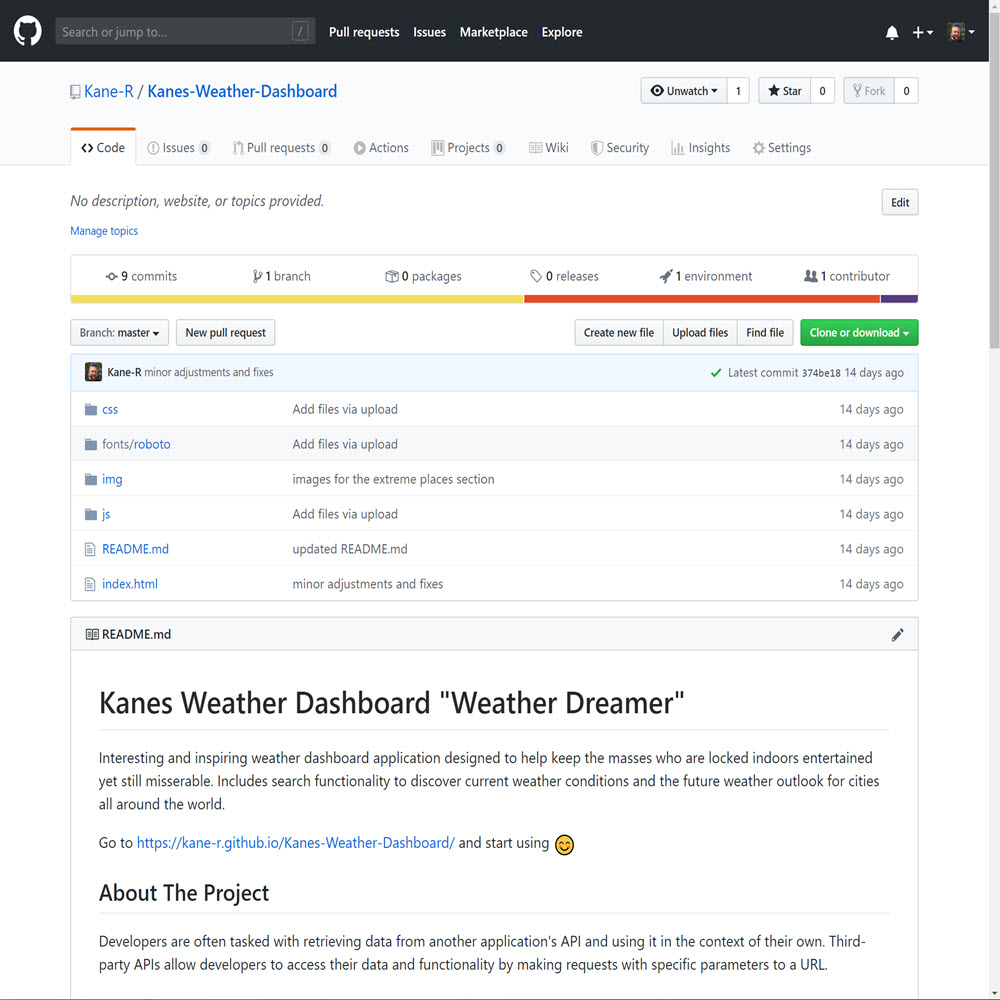 Search or jump to... / Pull requests Issues Marketplace Explore
Kane-R / Kanes-Weather-Dashboard Unwatch 1 Star 0 Fork 0
Code Issues 0 Pull requests 0 Actions Projects 0 Wiki Security Insights Settings
No description, website, or topics provided. Edit
Manage topics
9 commits 1 branch 0 packages 0 releases 1 environment 1 contributor
Branch: master New pull request Create new file Upload files Find file Clone or download
Kane-R minor adjustments and fixes Latest commit 374be18 14 days ago
css Add files via upload 14 days ago
fonts/roboto Add files via upload 14 days ago
img images for the extreme places section 14 days ago
js Add files via upload 14 days ago
README.md updated README.md 14 days ago
index.html minor adjustments and fixes 14 days ago
README.md
Kanes Weather Dashboard "Weather Dreamer"
Interesting and inspiring weather dashboard application designed to help keep the masses who are locked indoors entertained
yet still misserable. Includes search functionality to discover current weather conditions and the future weather outlook for cities
all around the world.
Go to https://kane-r.github.io/Kanes-Weather-Dashboard/ and start using 😊
About The Project
Developers are often tasked with retrieving data from another application's API and using it in the context of their own. Third-
party APIs allow developers to access their data and functionality by making requests with specific parameters to a URL.